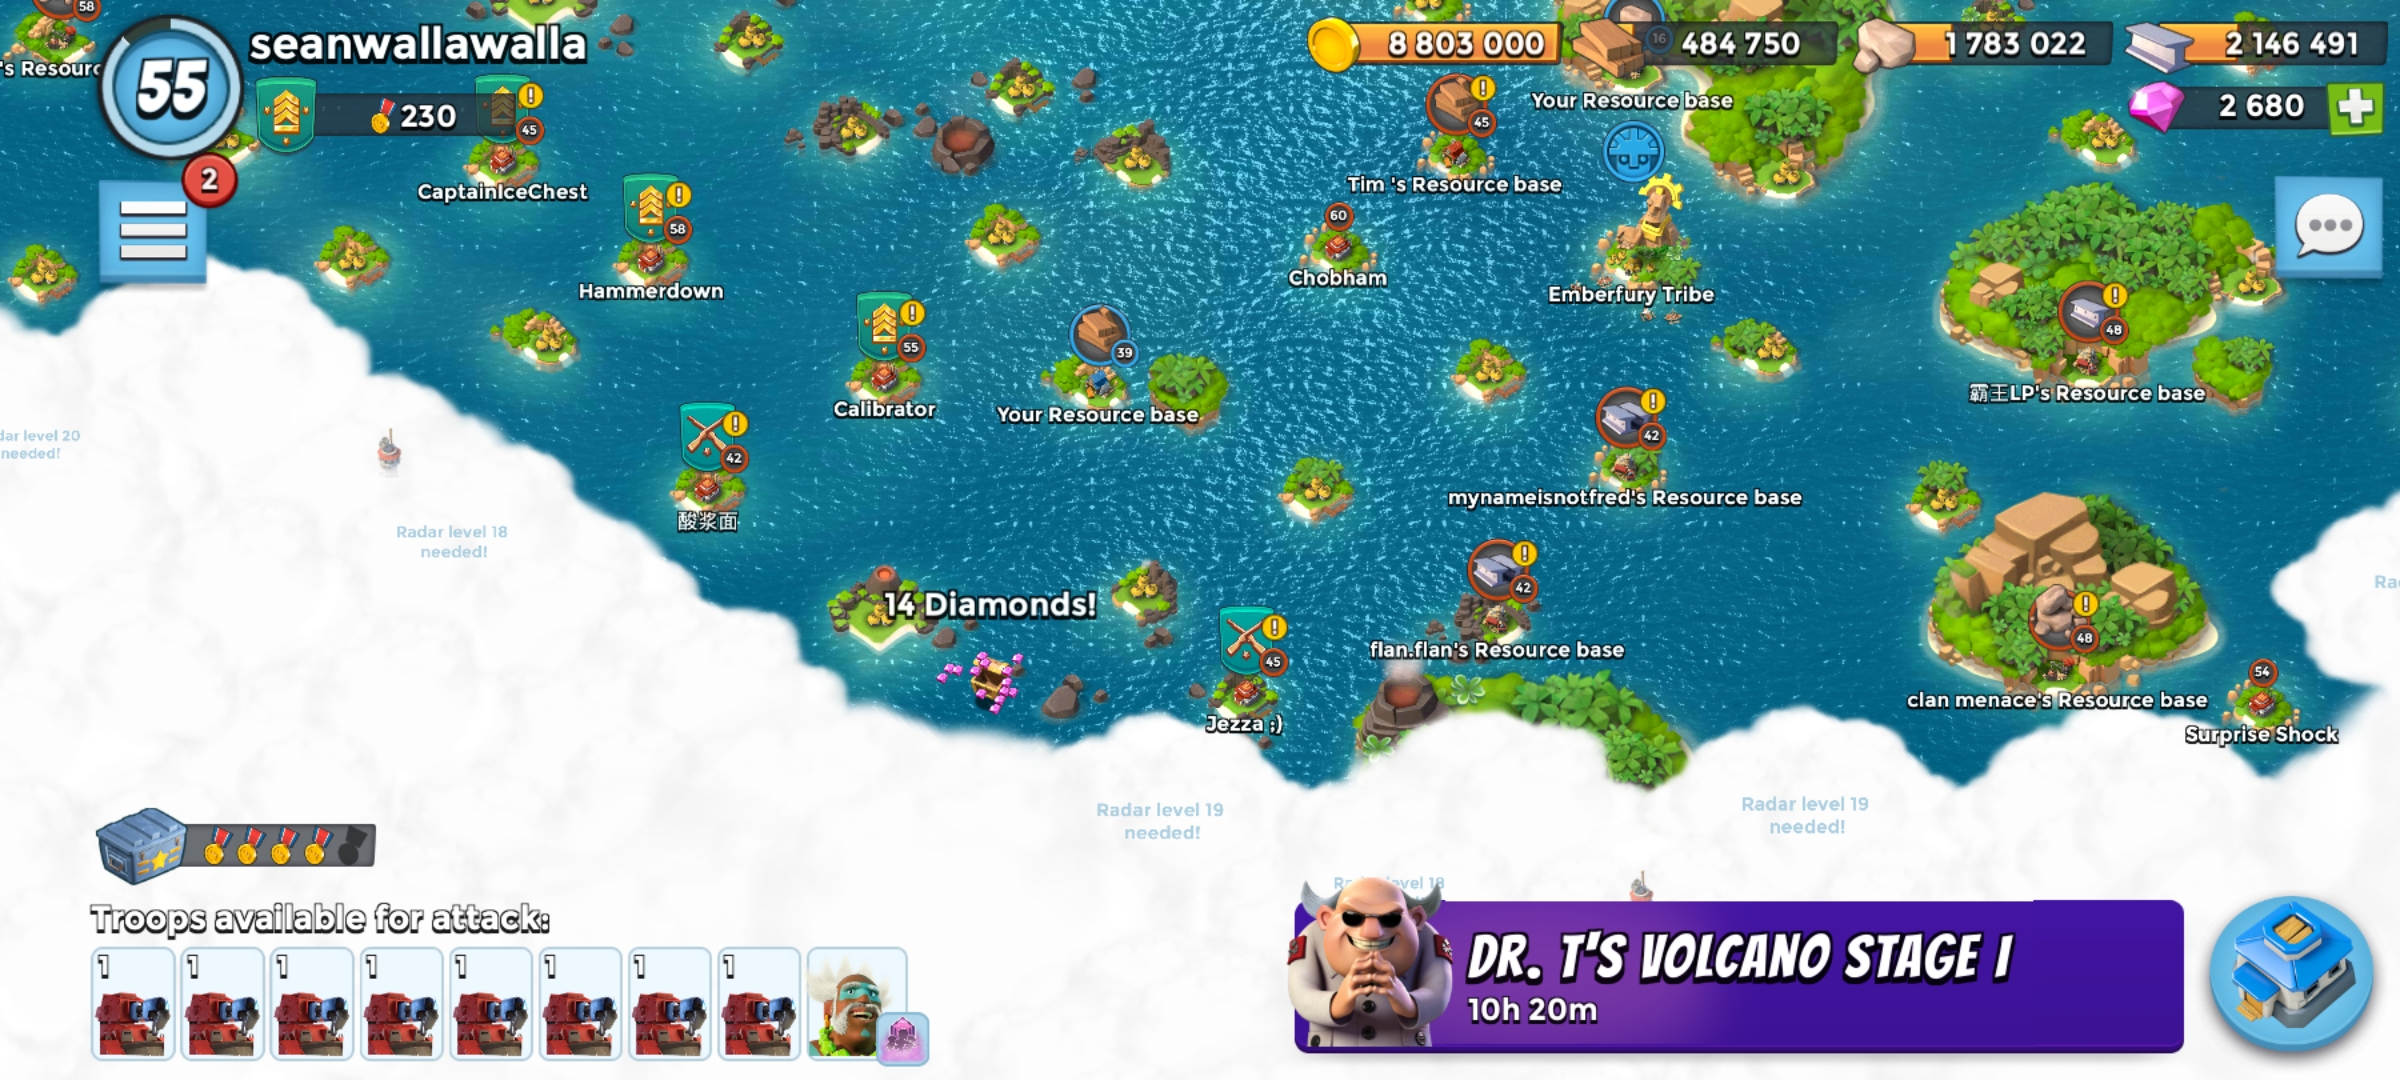 58
's Resourc
55
seanwallawalla
230
2
45
CaptainIceChest
58
Hammerdown
55
Calibrator
39
Your Resource base
42
酸浆面
8 803 000
16
484 750
1 783 022
2 146 491
2 680
Your Resource base
45
Tim 's Resource base
60
Chobham
Emberfury Tribe
48
霸王LP's Resource base
42
mynameisnotfred's Resource base
dar level 20
needed!
Radar level 18
needed!
14 Diamonds!
45
Jezza ;)
42
flan.flan's Resource base
48
clan menace's Resource base
54
Surprise Shock
Ra
Radar level 19
needed!
Radar level 19
needed!
Troops available for attack:
1
1
1
1
1
1
1
1
DR. T'S VOLCANO STAGE I
10h 20m